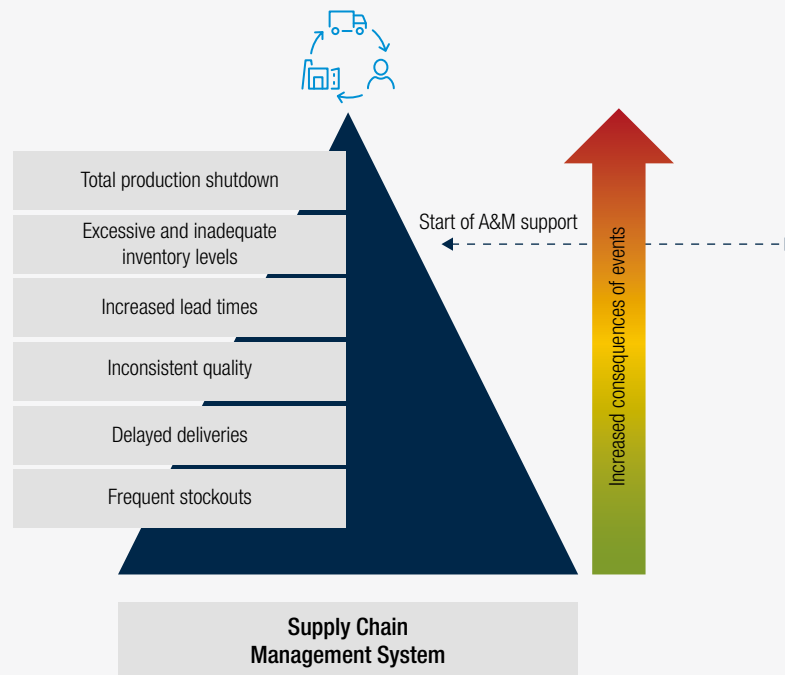 Total production shutdown
Excessive and inadequate
inventory levels
Increased lead times
Inconsistent quality
Delayed deliveries
Frequent stockouts
Start of A&M support
Increased consequences of events
Supply Chain
Management System